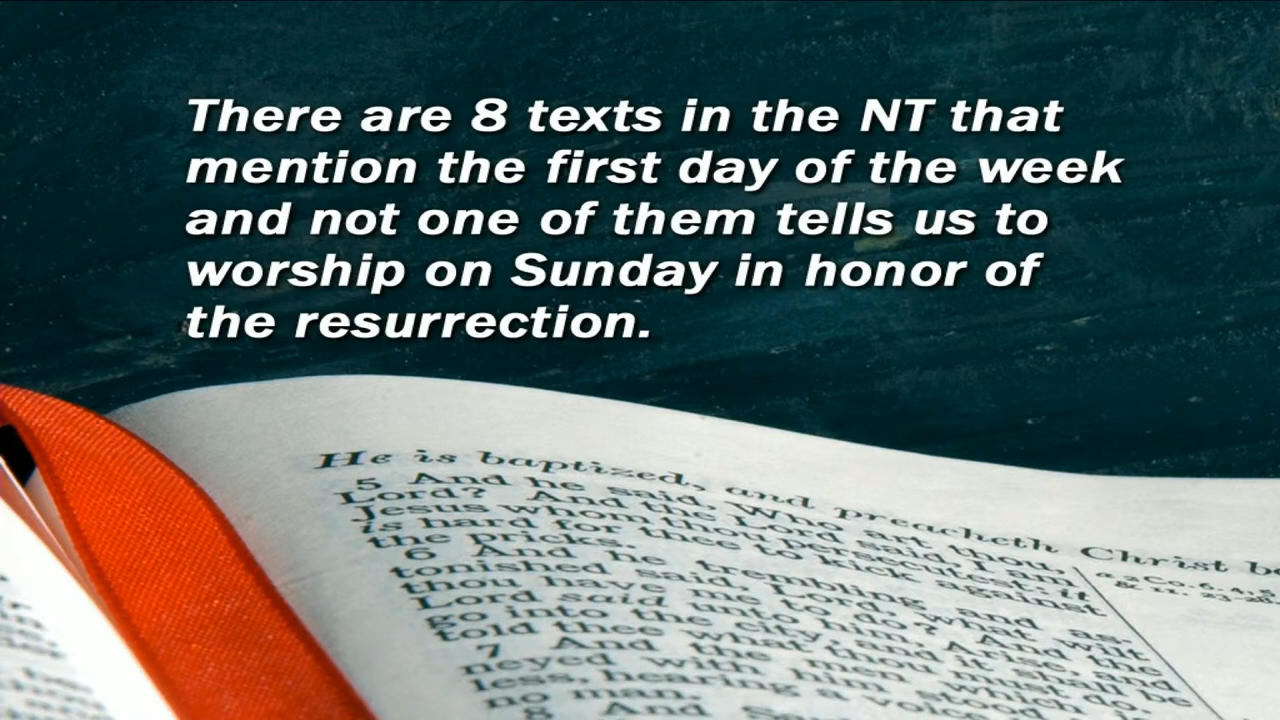 There are 8 texts in the NT that
mention the first day of the week
and not one of them tells us to
worship on Sunday in honor of
the resurrection.
He is baptized, and preacheth Christ
5 And he said, Who art thou,
Lord? And the Lord said, I am
Jesus whom thou persecutest: it
is hard for thee to kick against
the pricks.
6 And he trembling and as-
tonished said, Lord, what wilt
thou have me to do? And the
Lord said unto him, Arise, and
go into the city, and it shall be
told thee what thou must do.
7 And the men which
neyed with him stood
less, hearing a voice
no man.
8 And